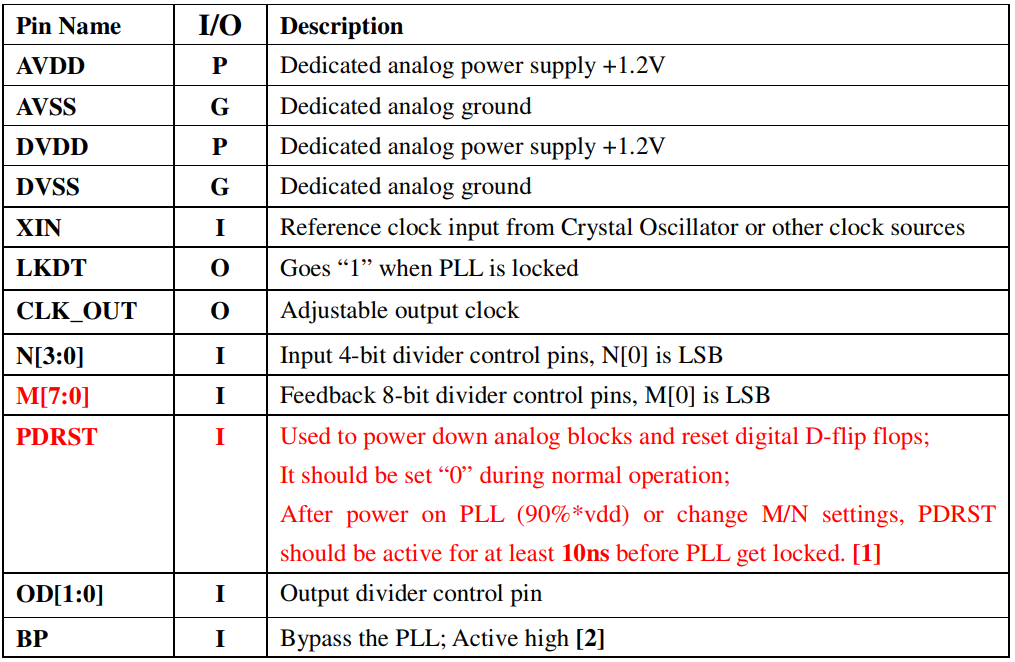 Pin Name I/O Description
AVDD P Dedicated analog power supply +1.2V
AVSS G Dedicated analog ground
DVDD P Dedicated analog power supply +1.2V
DVSS G Dedicated analog ground
XIN I Reference clock input from Crystal Oscillator or other clock sources
LKDT O Goes “1” when PLL is locked
CLK_OUT O Adjustable output clock
N[3:0] I Input 4-bit divider control pins, N[0] is LSB
M[7:0] I Feedback 8-bit divider control pins, M[0] is LSB
PDRST I Used to power down analog blocks and reset digital D-flip flops;
It should be set “0” during normal operation;
After power on PLL (90%*vdd) or change M/N settings, PDRST
should be active for at least 10ns before PLL get locked. [1]
OD[1:0] I Output divider control pin
BP I Bypass the PLL; Active high [2]